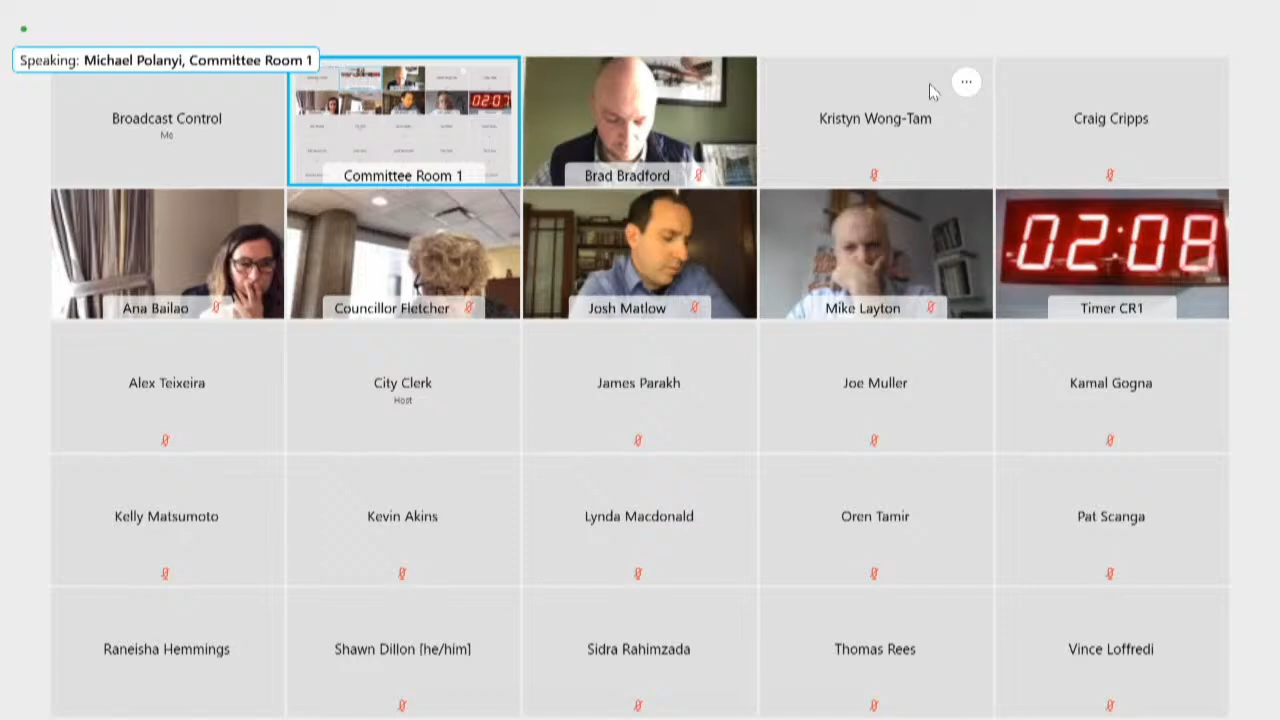 Speaking: Michael Polanyi, Committee Room 1
Broadcast Control
Me
02:07
Committee Room 1
Brad Bradford
Kristyn Wong-Tam
Craig Cripps
Ana Bailao
Councillor Fletcher
Josh Matlow
Mike Layton
02:08
Timer CR1
Alex Teixeira
City Clerk
Host
James Parakh
Joe Muller
Kamal Gogna
Kelly Matsumoto
Kevin Akins
Lynda Macdonald
Oren Tamir
Pat Scanga
Raneisha Hemmings
Shawn Dillon [he/him]
Sidra Rahimzada
Thomas Rees
Vince Loffredi